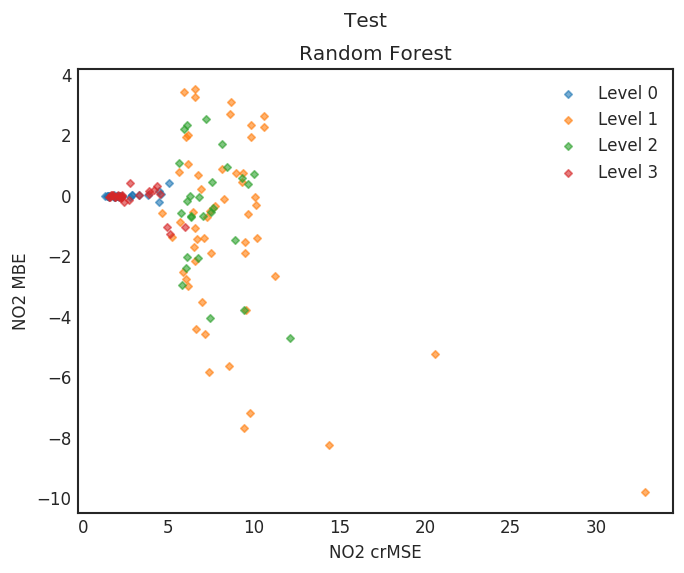 Test
Random Forest
Level 0
Level 1
Level 2
Level 3
4
2
0
−2
−4
−6
−8
−10
NO2 MBE
0 5 10 15 20 25 30
NO2 crMSE